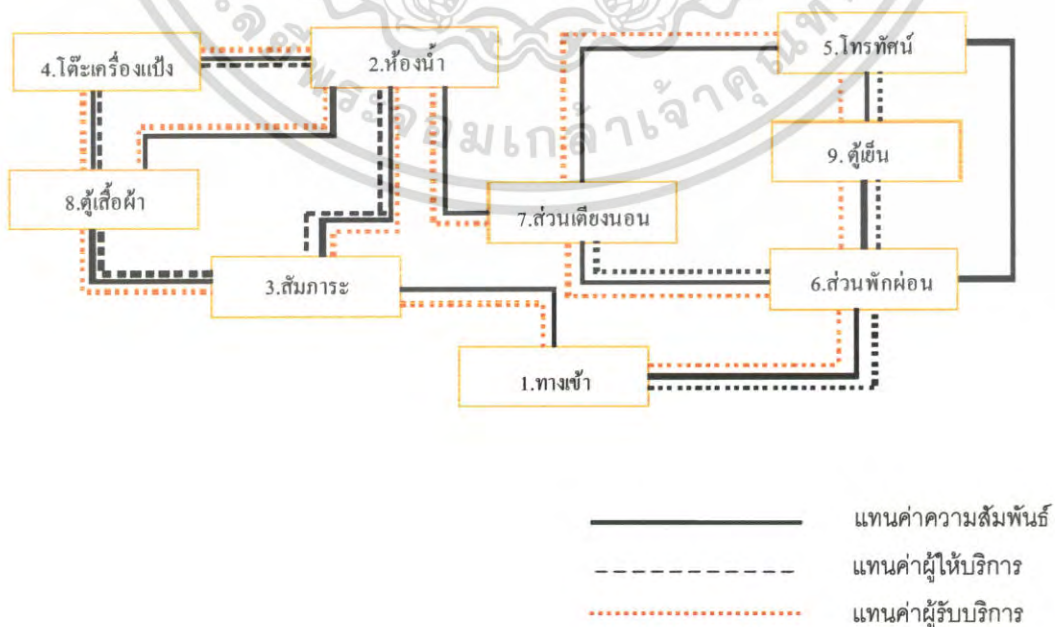 4.โต๊ะเครื่องแป้ง
2.ห้องน้ำ
5.โทรทัศน์
9.ตู้เย็น
8.ตู้เสื้อผ้า
7.ส่วนเตียงนอน
3.สัมภาระ
6.ส่วนพักผ่อน
1.ทางเข้า
แทนค่าความสัมพันธ์
แทนค่าผู้ให้บริการ
แทนค่าผู้รับบริการ